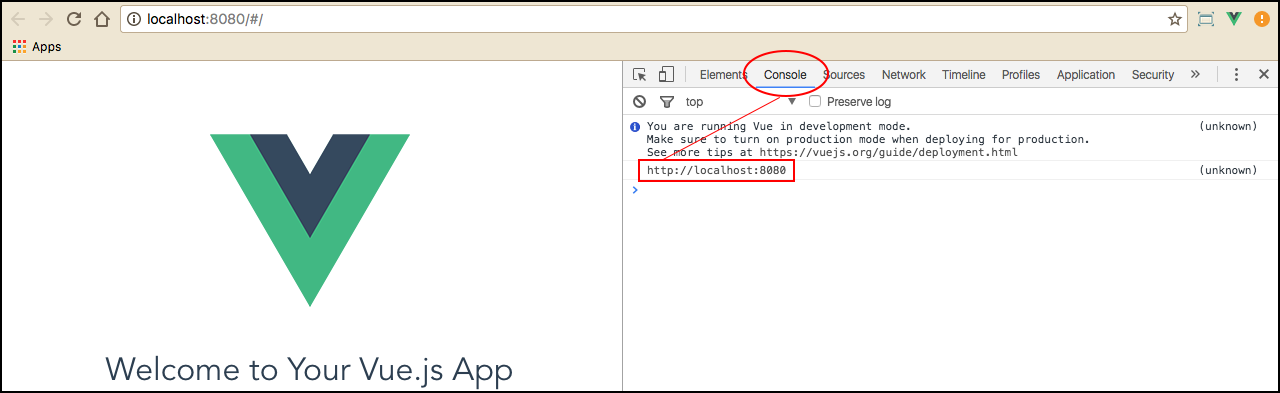 localhost:8080/#/
Apps
Elements Console Sources Network Timeline Profiles Application Security »
top Preserve log
You are running Vue in development mode. (unknown)
Make sure to turn on production mode when deploying for production.
See more tips at https://vuejs.org/guide/deployment.html
http://localhost:8080 (unknown)
>
Welcome to Your Vue.js App